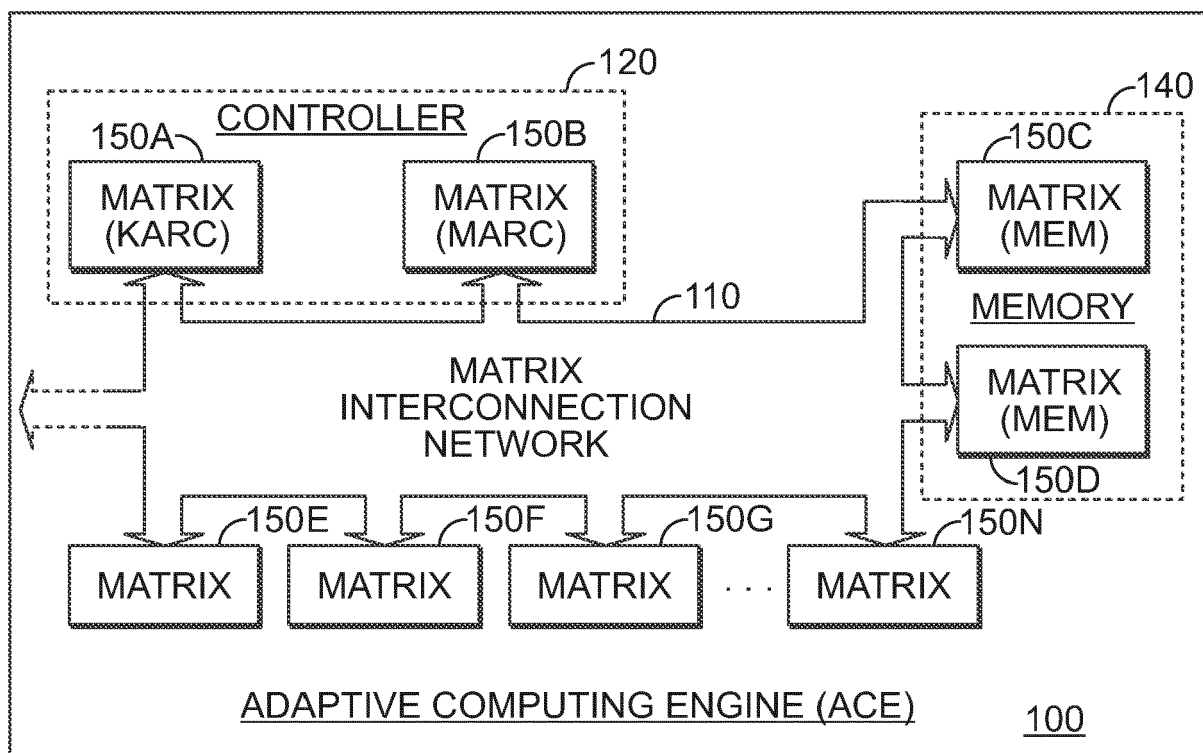 120
CONTROLLER
140
150A
150B
150C
MATRIX
(KARC)
MATRIX
(MARC)
MATRIX
(MEM)
110
MEMORY
MATRIX
INTERCONNECTION
NETWORK
MATRIX
(MEM)
150D
150E
150F
150G
150N
MATRIX
MATRIX
MATRIX
. . .
MATRIX
ADAPTIVE COMPUTING ENGINE (ACE)
100